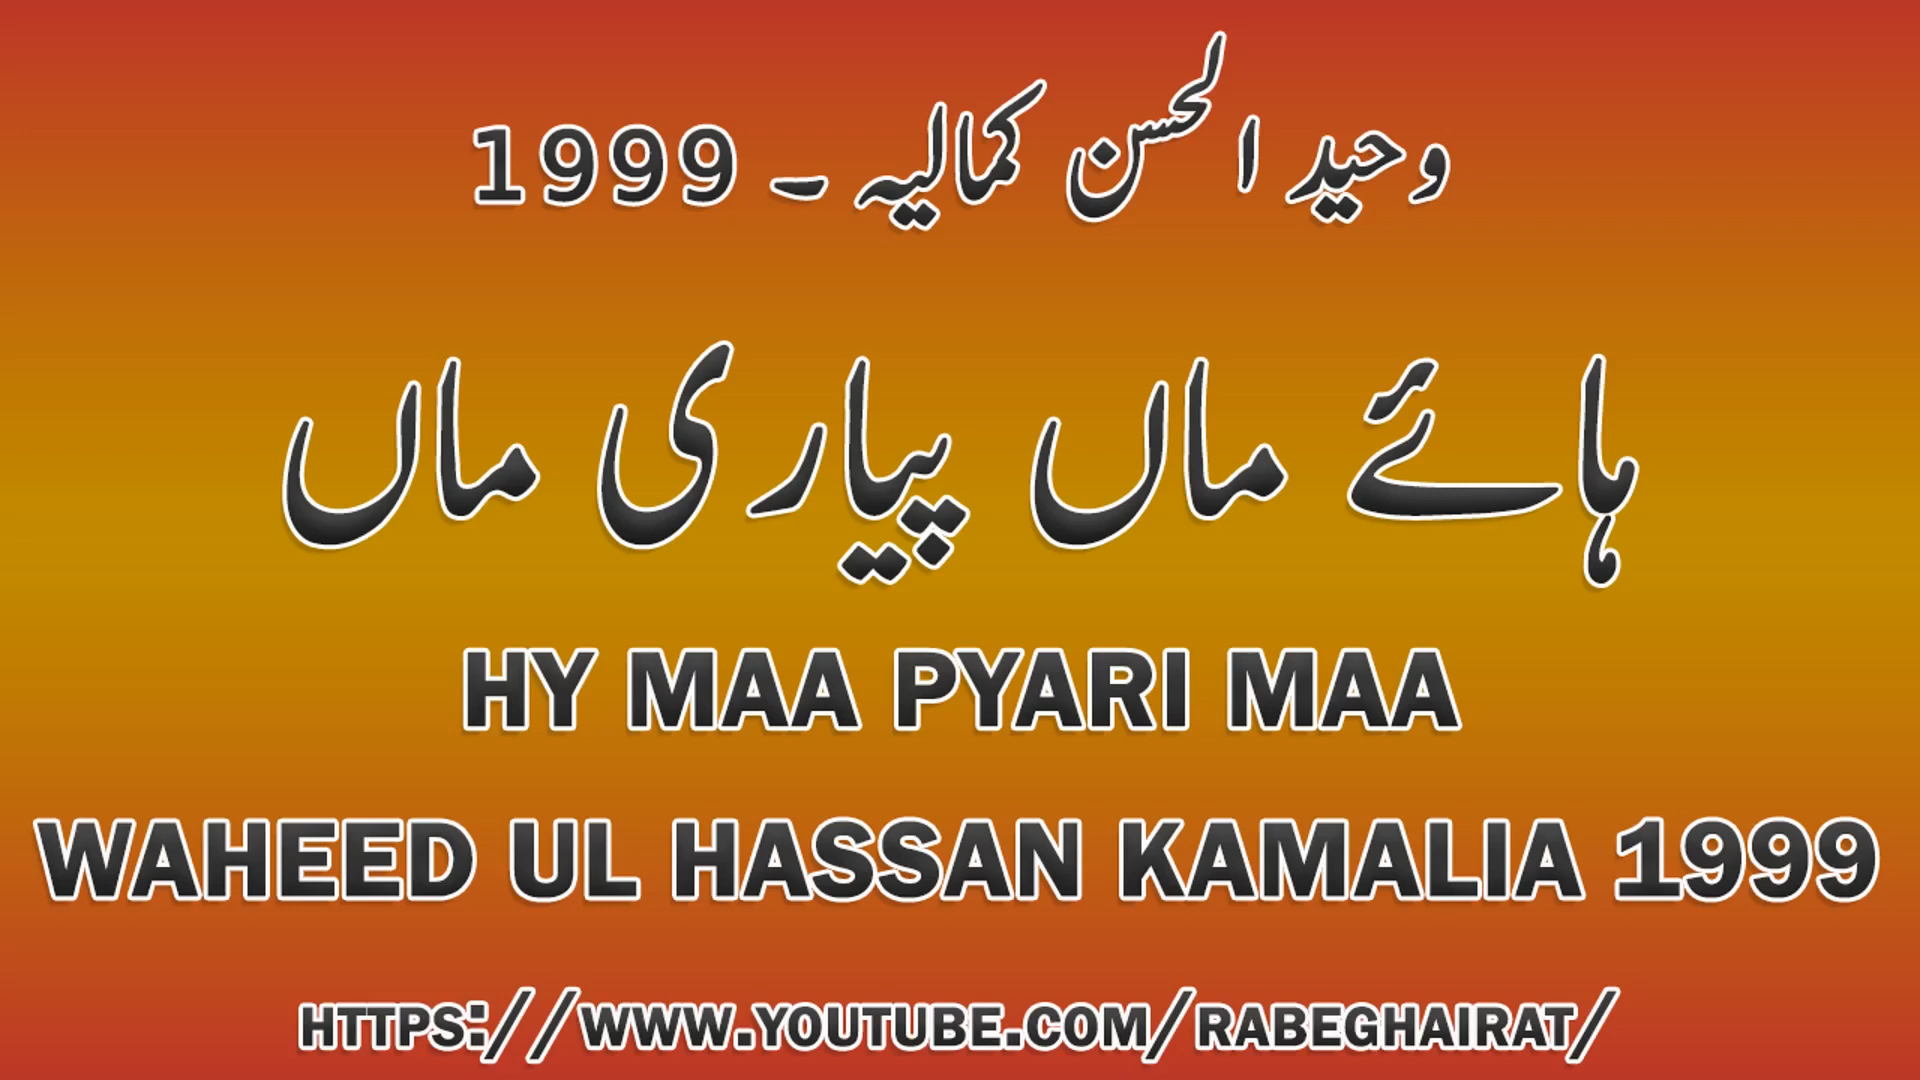 وحید الحسن کمالیہ ۔ 1999
ہائے ماں پیاری ماں
HY MAA PYARI MAA
WAHEED UL HASSAN KAMALIA 1999
HTTPS://WWW.YOUTUBE.COM/RABEGHAIRAT/